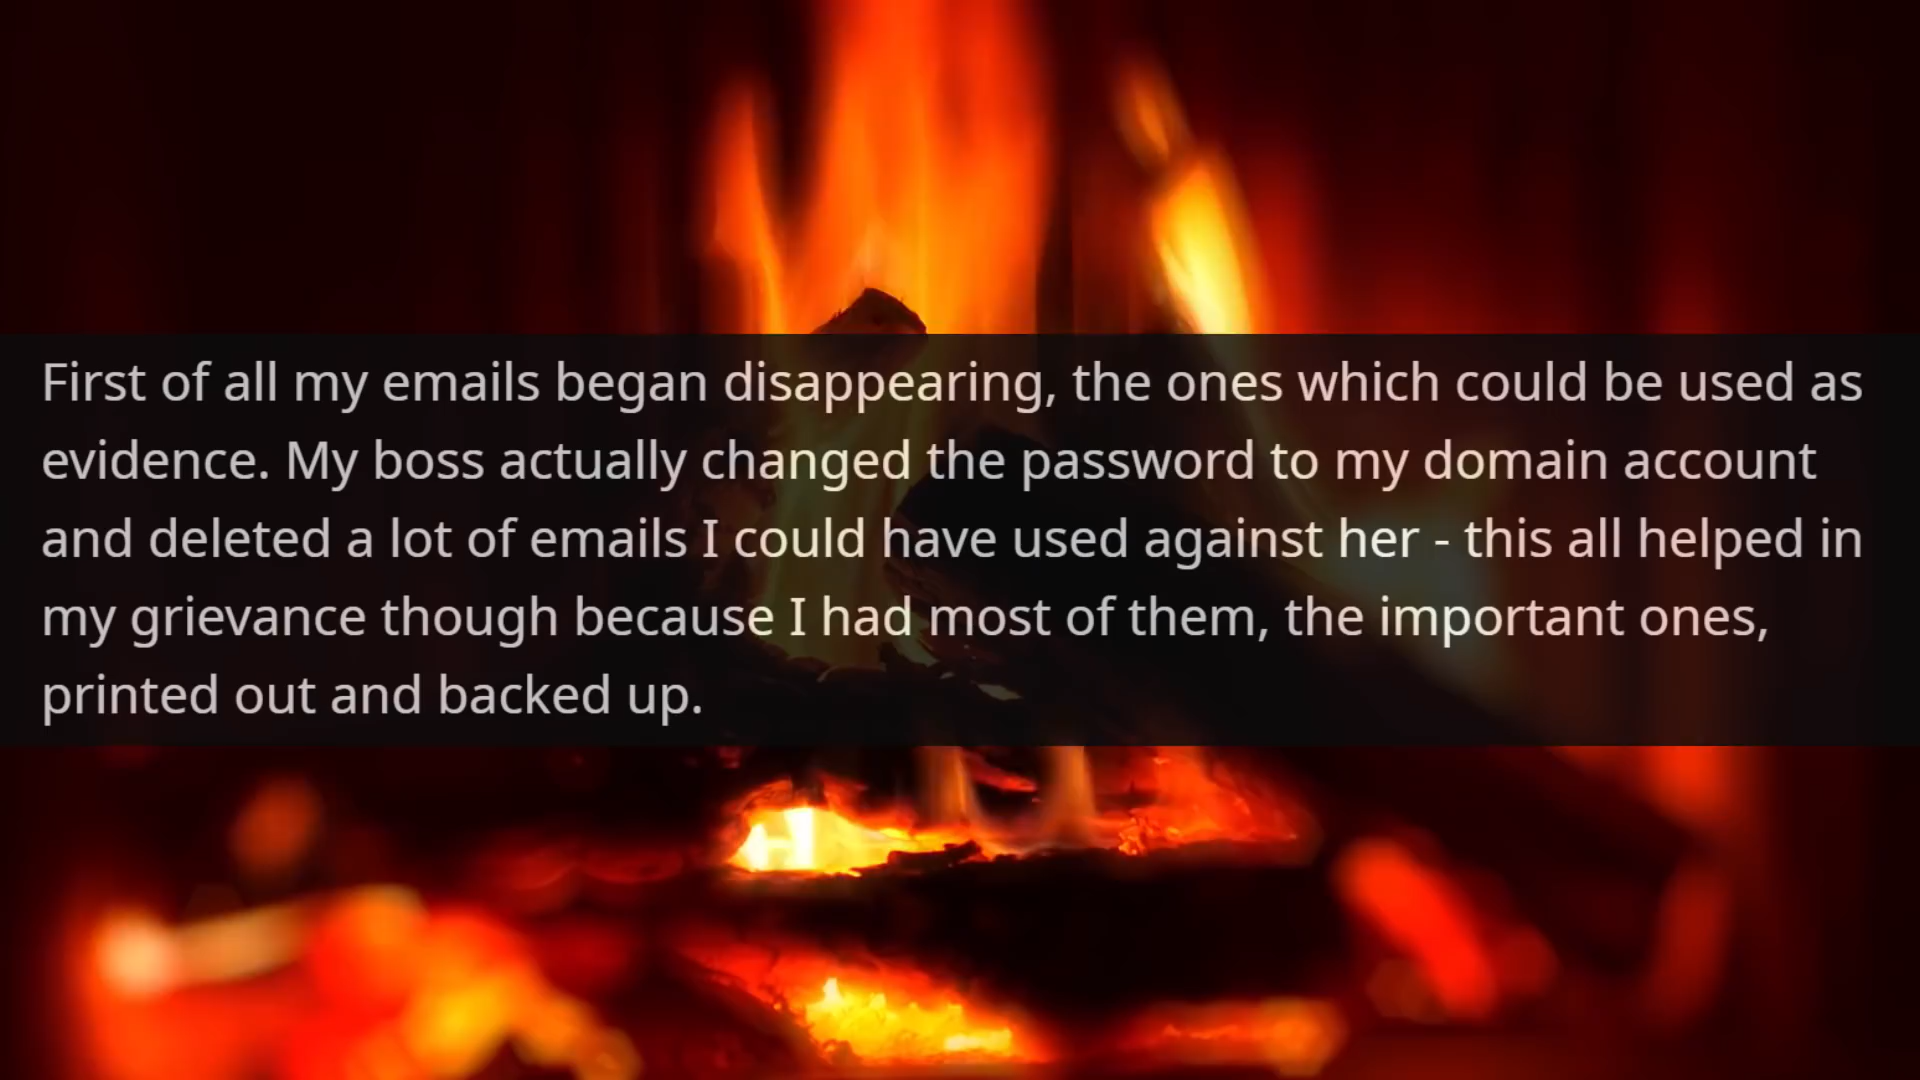 First of all my emails began disappearing, the ones which could be used as
evidence. My boss actually changed the password to my domain account
and deleted a lot of emails I could have used against her - this all helped in
my grievance though because I had most of them, the important ones,
printed out and backed up.